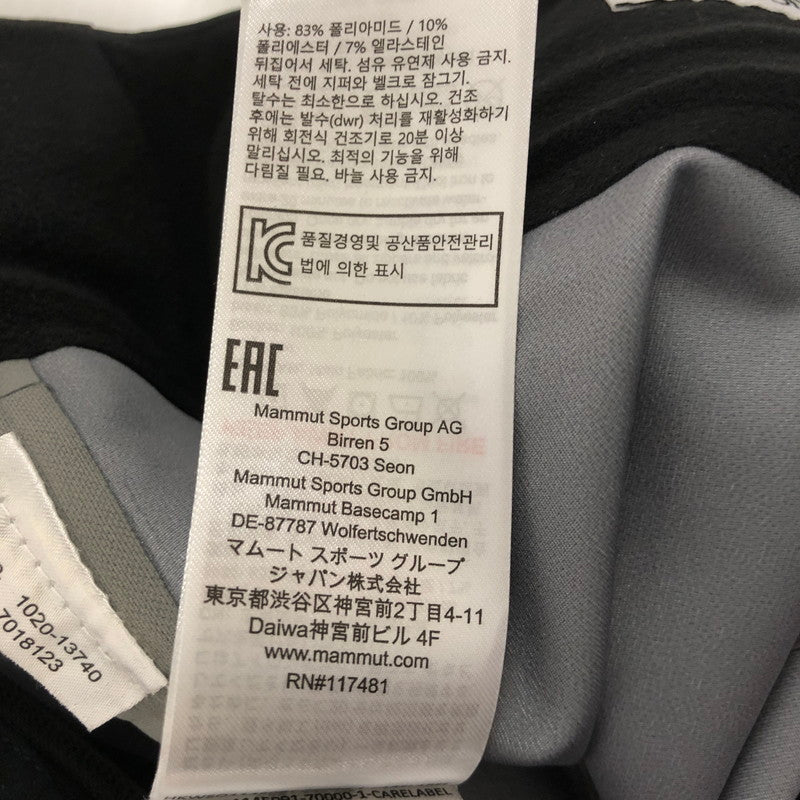 사용: 83% 폴리아미드 / 10%
폴리에스터 / 7% 엘라스테인
뒤집어서 세탁. 섬유 유연제 사용 금지.
세탁 전에 지퍼와 벨크로 잠그기.
탈수는 최소한으로 하십시오. 건조
후에는 발수(dwr) 처리를 재활성화하기
위해 회전식 건조기로 20분 이상
말리십시오. 최적의 기능을 위해
다림질 필요. 바늘 사용 금지.
품질경영및 공산품안전관리
법에 의한 표시
EAC
Mammut Sports Group AG
Birren 5
CH-5703 Seon
Mammut Sports Group GmbH
Mammut Basecamp 1
DE-87787 Wolfertschwenden
マムート スポーツ グループ
ジャパン株式会社
東京都渋谷区神宮前2丁目4-11
Daiwa神宮前ビル 4F
www.mammut.com
RN#117481
1020-13740
7018123
-70000-1-CARELABEL